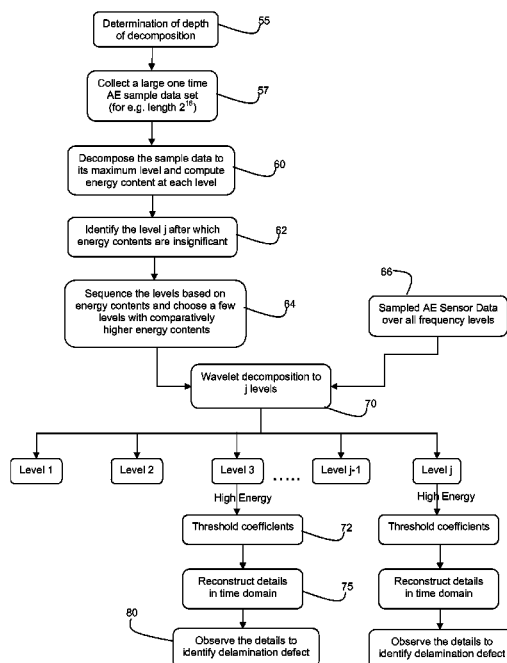 Determination of depth
of decomposition
55
Collect a large one time
AE sample data set
(for e.g. length 2^16)
57
Decompose the sample data to
its maximum level and compute
energy content at each level
60
Identify the level j after which
energy contents are insignificant
62
Sequence the levels based on
energy contents and choose a few
levels with comparatively
higher energy contents
64
66
Sampled AE Sensor Data
over all frequency levels
Wavelet decomposition to
j levels
70
Level 1
Level 2
Level 3
.....
Level j-1
Level j
High Energy
High Energy
Threshold coefficients
72
Threshold coefficients
Reconstruct details
in time domain
75
Reconstruct details
in time domain
80
Observe the details to
identify delamination defect
Observe the details to
identify delamination defect